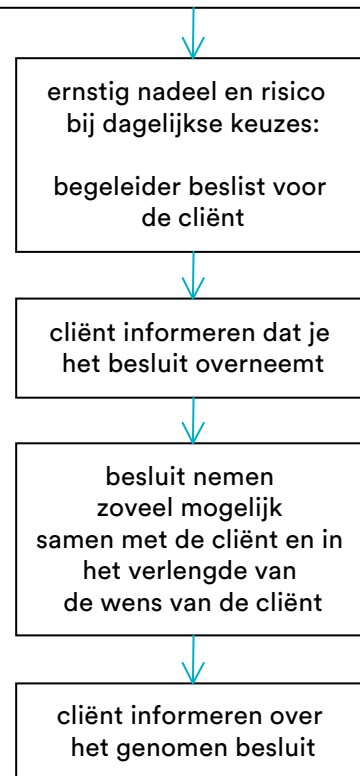 ernstig nadeel en risico
bij dagelijkse keuzes:
begeleider beslist voor
de cliënt
cliënt informeren dat je
het besluit overneemt
besluit nemen
zoveel mogelijk
samen met de cliënt en in
het verlengde van
de wens van de cliënt
cliënt informeren over
het genomen besluit